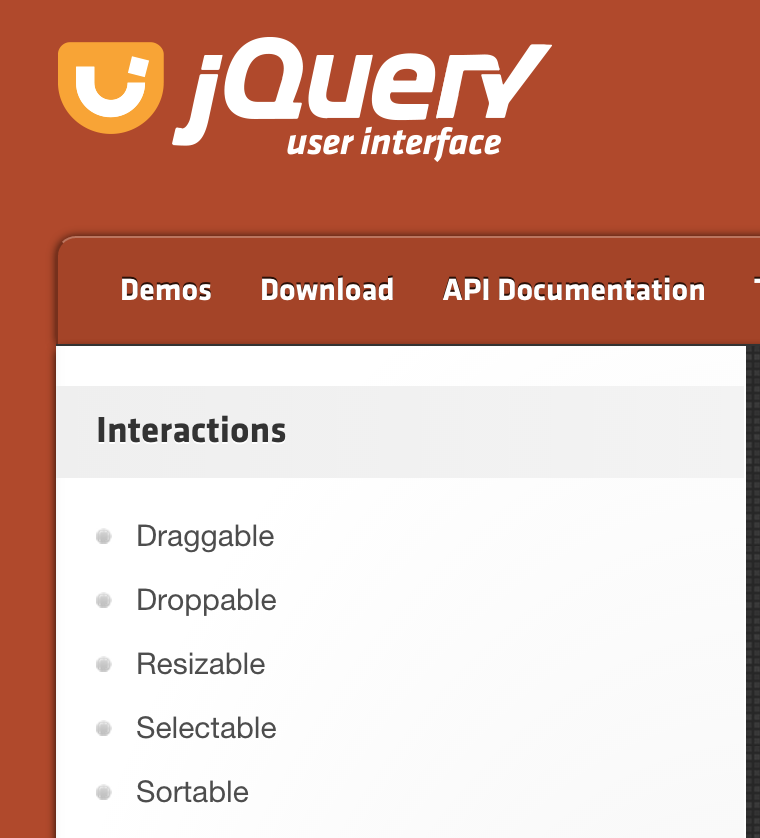 jQuery
user interface
Demos Download API Documentation
Interactions
Draggable
Droppable
Resizable
Selectable
Sortable